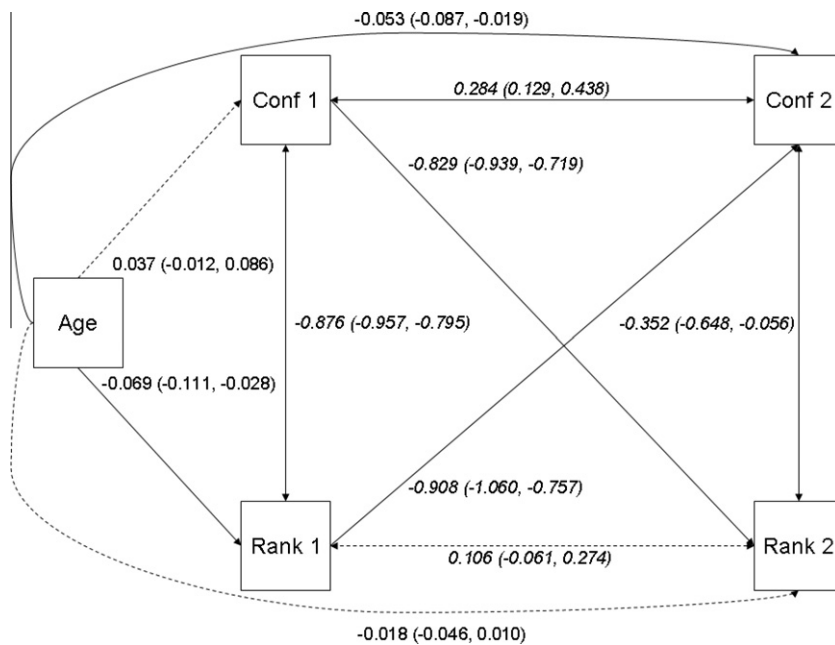 -0.053 (-0.087, -0.019)
Conf 1
0.284 (0.129, 0.438)
Conf 2
-0.829 (-0.939, -0.719)
0.037 (-0.012, 0.086)
Age
-0.876 (-0.957, -0.795)
-0.352 (-0.648, -0.056)
-0.069 (-0.111, -0.028)
-0.908 (-1.060, -0.757)
Rank 1
0.106 (-0.061, 0.274)
Rank 2
-0.018 (-0.046, 0.010)